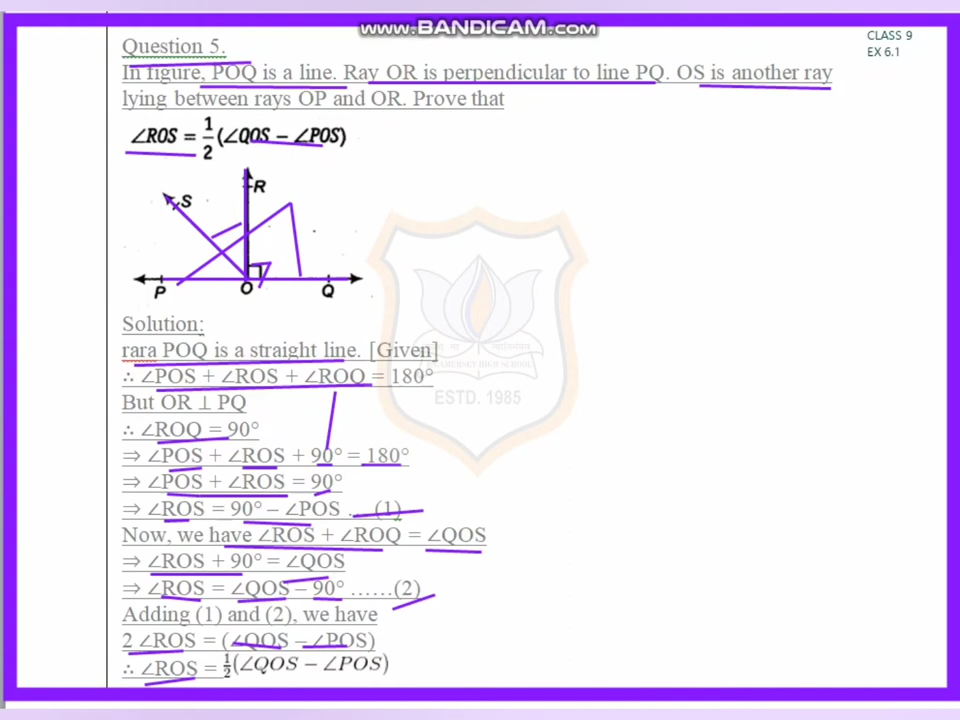 www.BANDICAM.com
CLASS 9
EX 6.1
Question 5.
In figure, POQ is a line. Ray OR is perpendicular to line PQ. OS is another ray
lying between rays OP and OR. Prove that
∠ROS = 1/2 (∠QOS – ∠POS)
R
S
P
O
Q
Solution:
rara POQ is a straight line. [Given]
∴ ∠POS + ∠ROS + ∠ROQ = 180°
But OR ⊥ PQ
∴ ∠ROQ = 90°
⇒ ∠POS + ∠ROS + 90° = 180°
⇒ ∠POS + ∠ROS = 90°
⇒ ∠ROS = 90° – ∠POS … (1)
Now, we have ∠ROS + ∠ROQ = ∠QOS
⇒ ∠ROS + 90° = ∠QOS
⇒ ∠ROS = ∠QOS – 90° ……(2)
Adding (1) and (2), we have
2 ∠ROS = (∠QOS – ∠POS)
∴ ∠ROS = 1/2 (∠QOS − ∠POS)
HIGH SCHOOL
ESTD. 1985